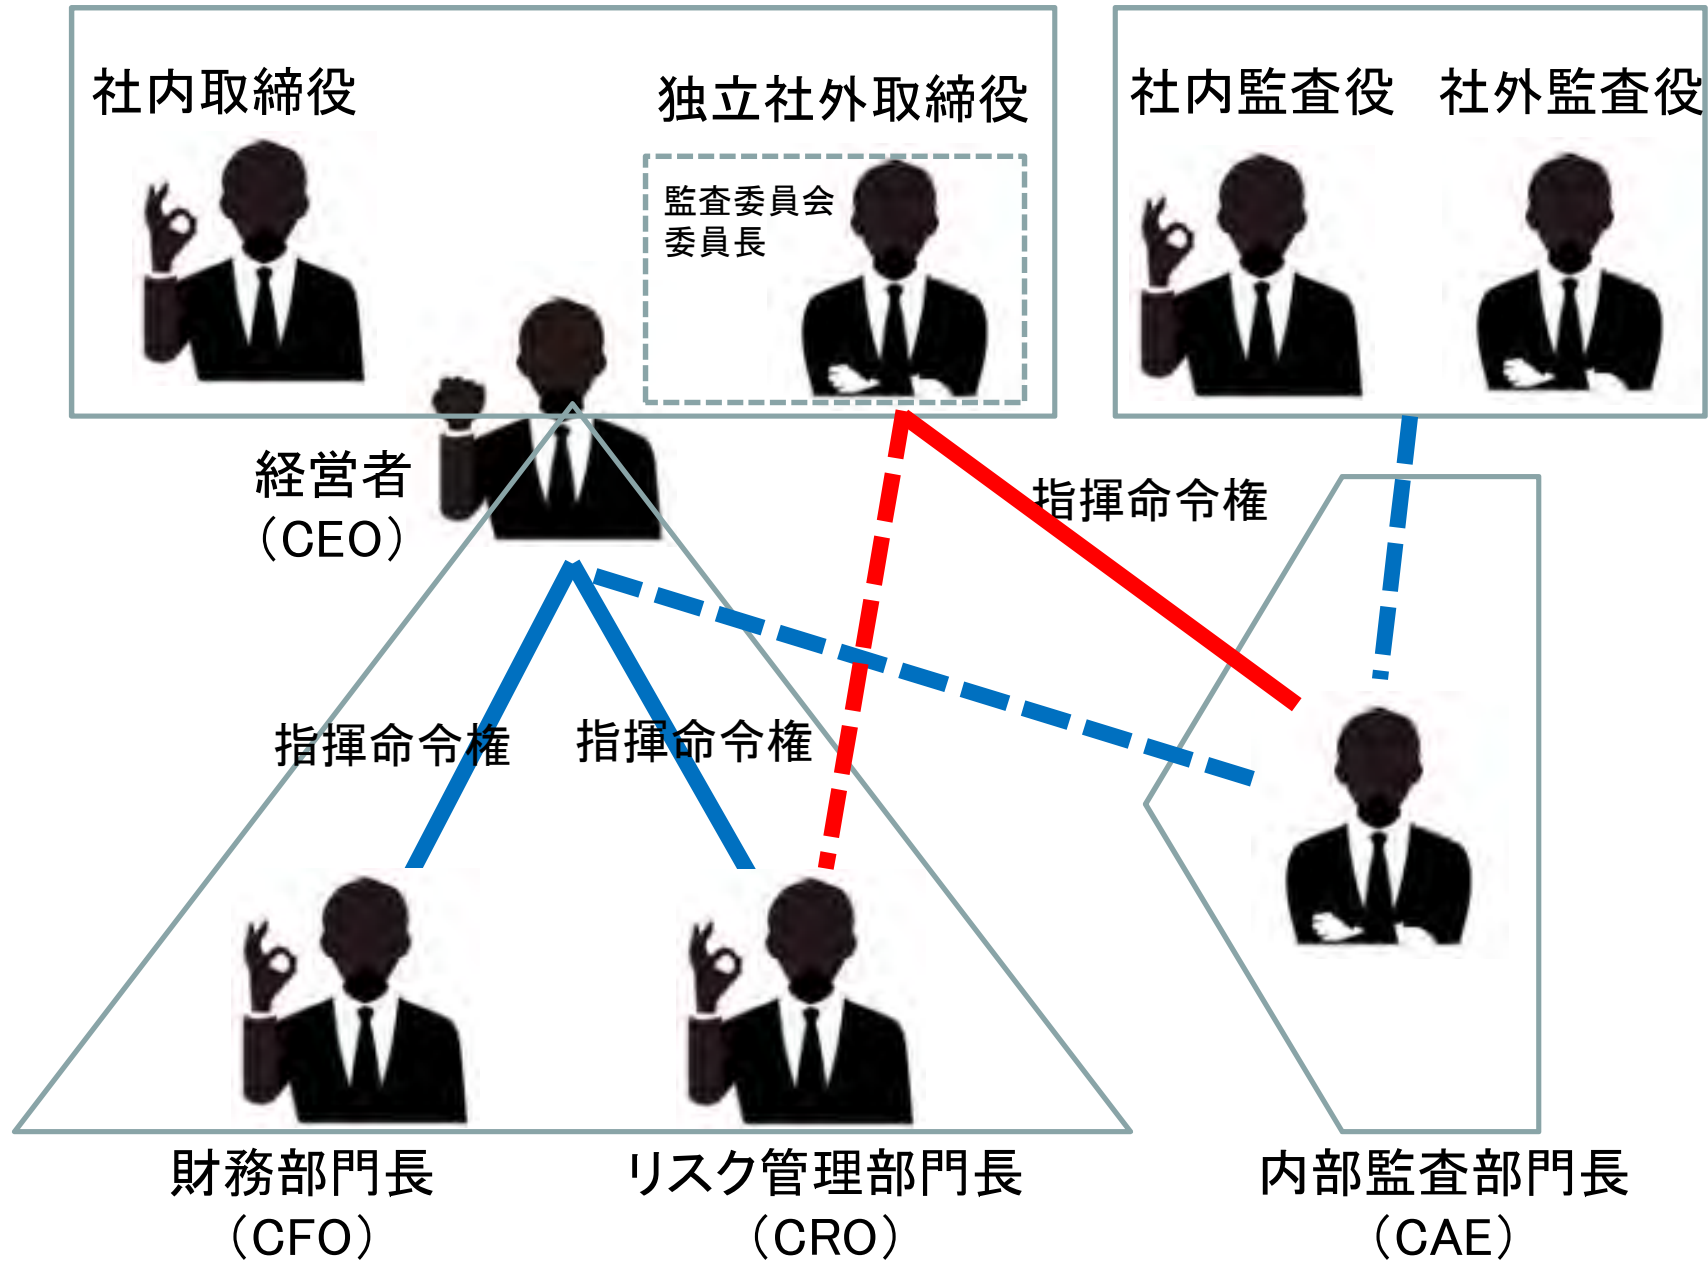 社内取締役
独立社外取締役
社内監査役
社外監査役
監査委員会
委員長
経営者
（CEO）
指揮命令権
指揮命令権
指揮命令権
財務部門長
（CFO）
リスク管理部門長
（CRO）
内部監査部門長
（CAE）